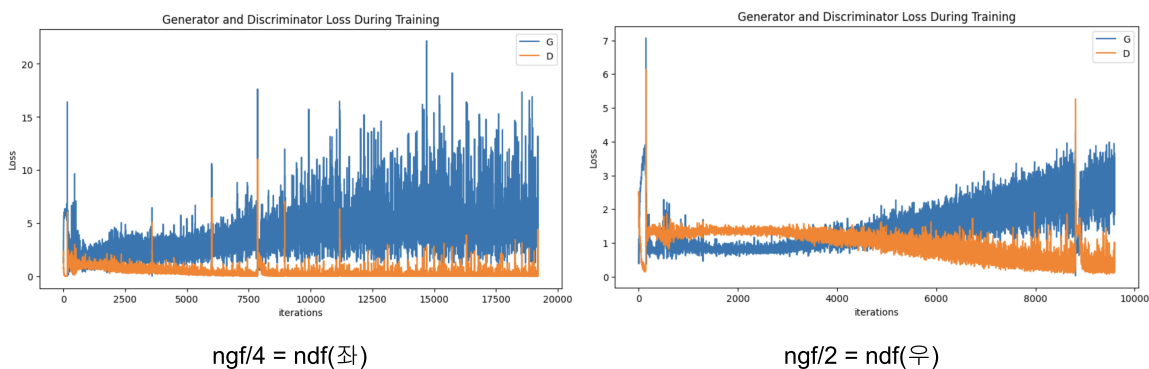 Generator and Discriminator Loss During Training
G
D
20
15
10
5
0
Loss
0
2500
5000
7500
10000
12500
15000
17500
20000
iterations
ngf/4 = ndf(좌)
Generator and Discriminator Loss During Training
G
D
7
6
5
4
3
2
1
0
Loss
0
2000
4000
6000
8000
10000
iterations
ngf/2 = ndf(우)